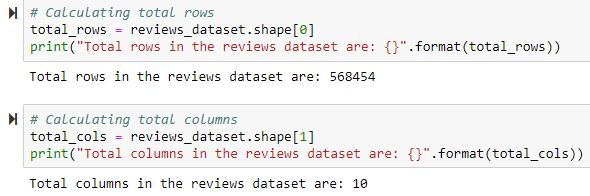 # Calculating total rows
total_rows = reviews_dataset.shape[0]
print("Total rows in the reviews dataset are: {}".format(total_rows))
Total rows in the reviews dataset are: 568454
# Calculating total columns
total_cols = reviews_dataset.shape[1]
print("Total columns in the reviews dataset are: {}".format(total_cols))
Total columns in the reviews dataset are: 10